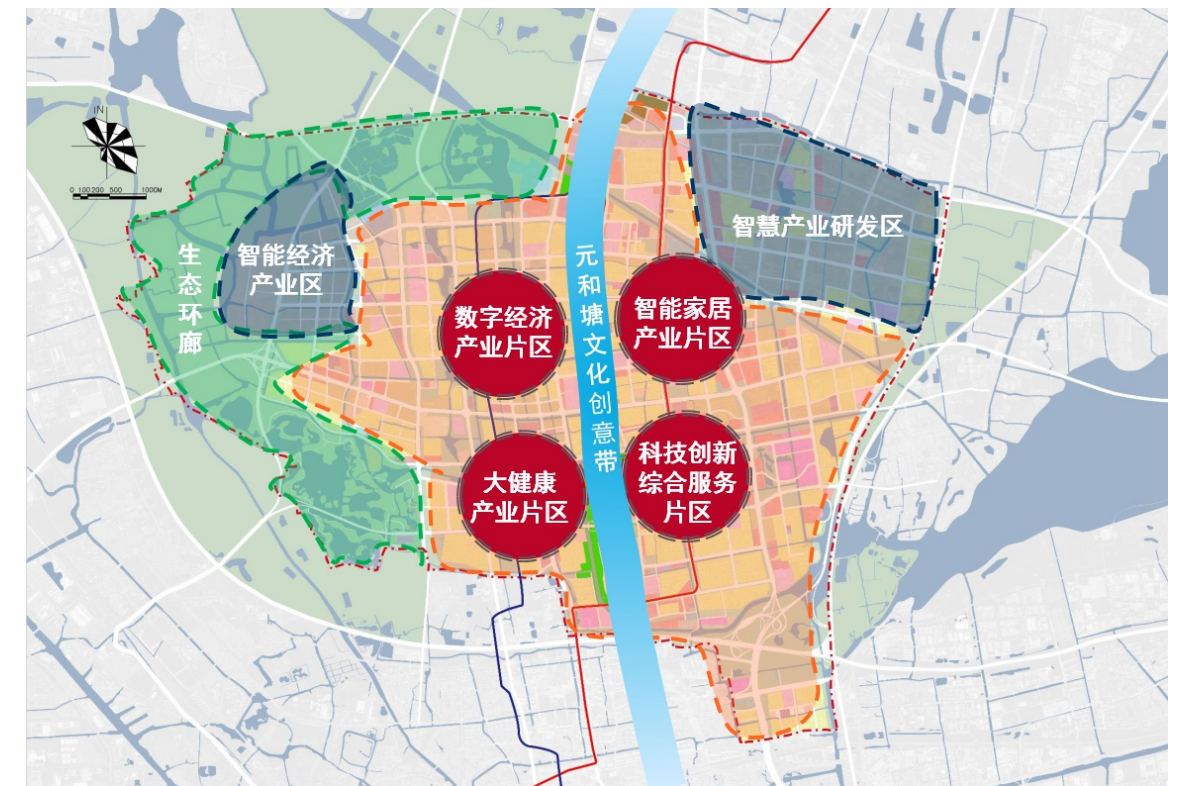 N
0 100 200 500 1000M
智慧产业研发区
生态环廊
智能经济
产业区
元和塘文化创意带
数字经济
产业片区
智能家居
产业片区
大健康
产业片区
科技创新
综合服务
片区